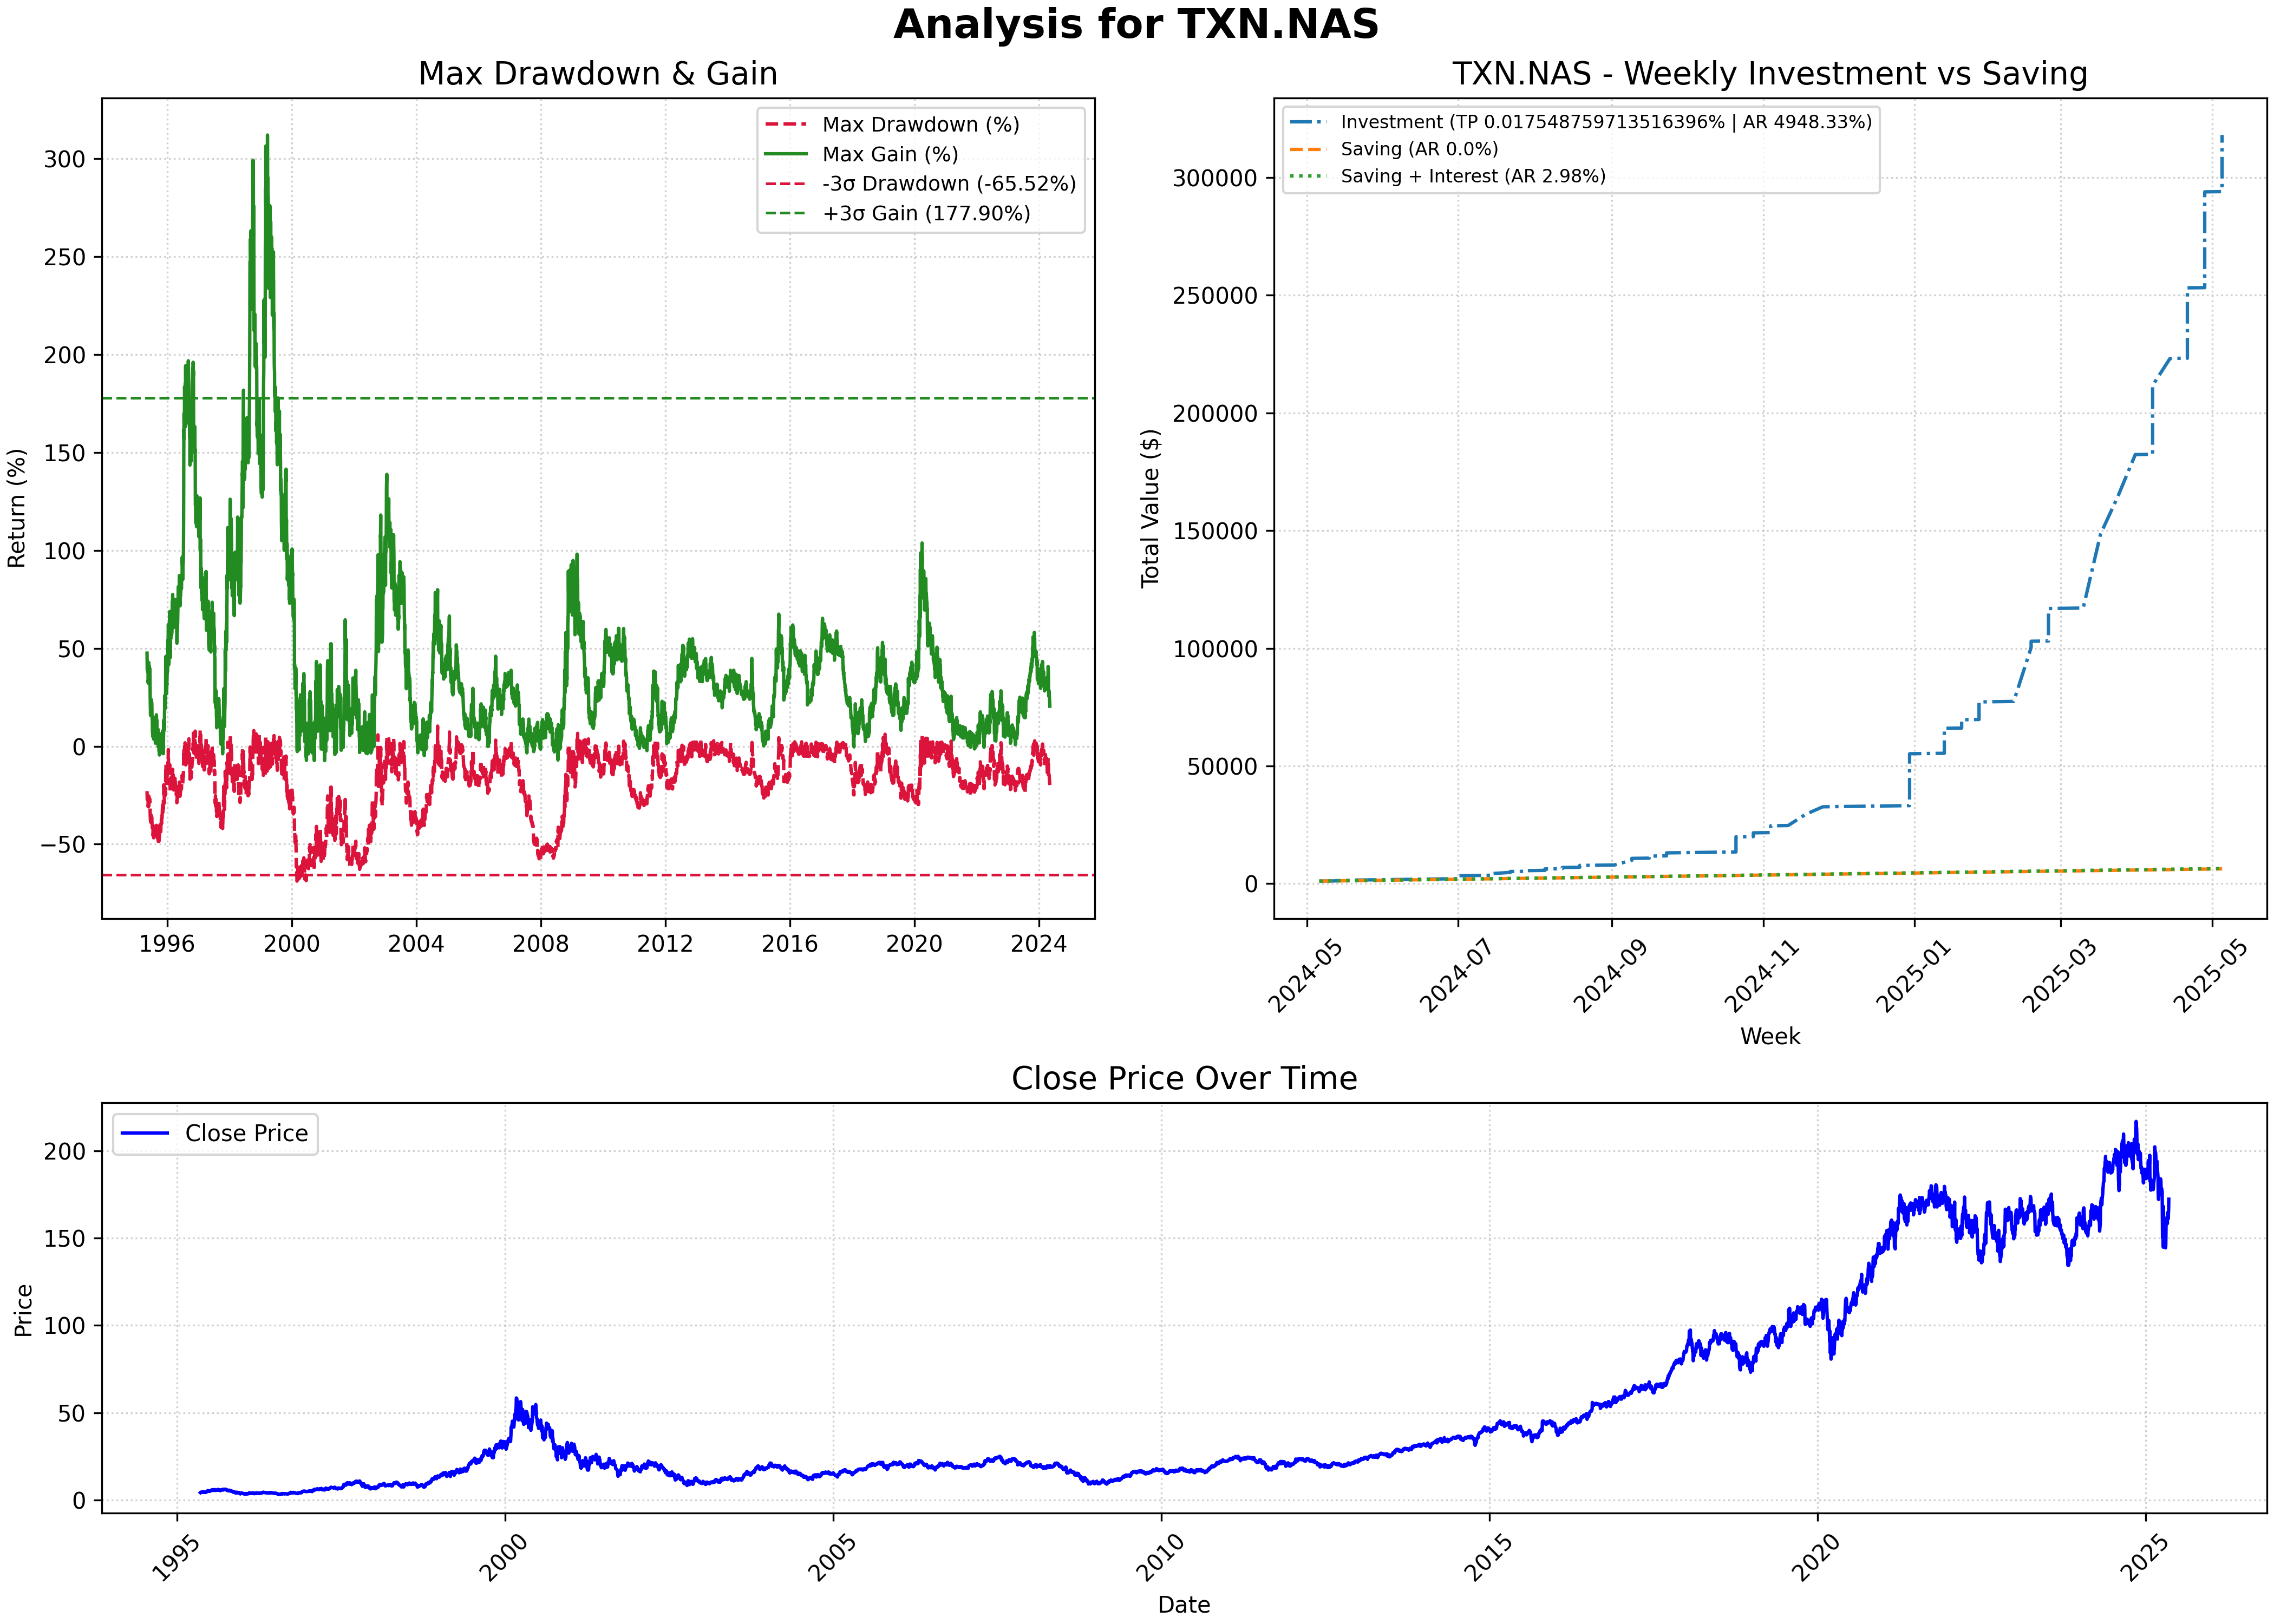 Analysis for TXN.NAS
Max Drawdown & Gain
Return (%)
300
250
200
150
100
50
0
−50
Max Drawdown (%)
Max Gain (%)
-3σ Drawdown (-65.52%)
+3σ Gain (177.90%)
1996
2000
2004
2008
2012
2016
2020
2024
TXN.NAS - Weekly Investment vs Saving
Total Value ($)
300000
250000
200000
150000
100000
50000
0
Investment (TP 0.017548759713516396% | AR 4948.33%)
Saving (AR 0.0%)
Saving + Interest (AR 2.98%)
2024-05
2024-07
2024-09
2024-11
2025-01
2025-03
2025-05
Week
Close Price Over Time
Price
200
150
100
50
0
Close Price
1995
2000
2005
2010
2015
2020
2025
Date